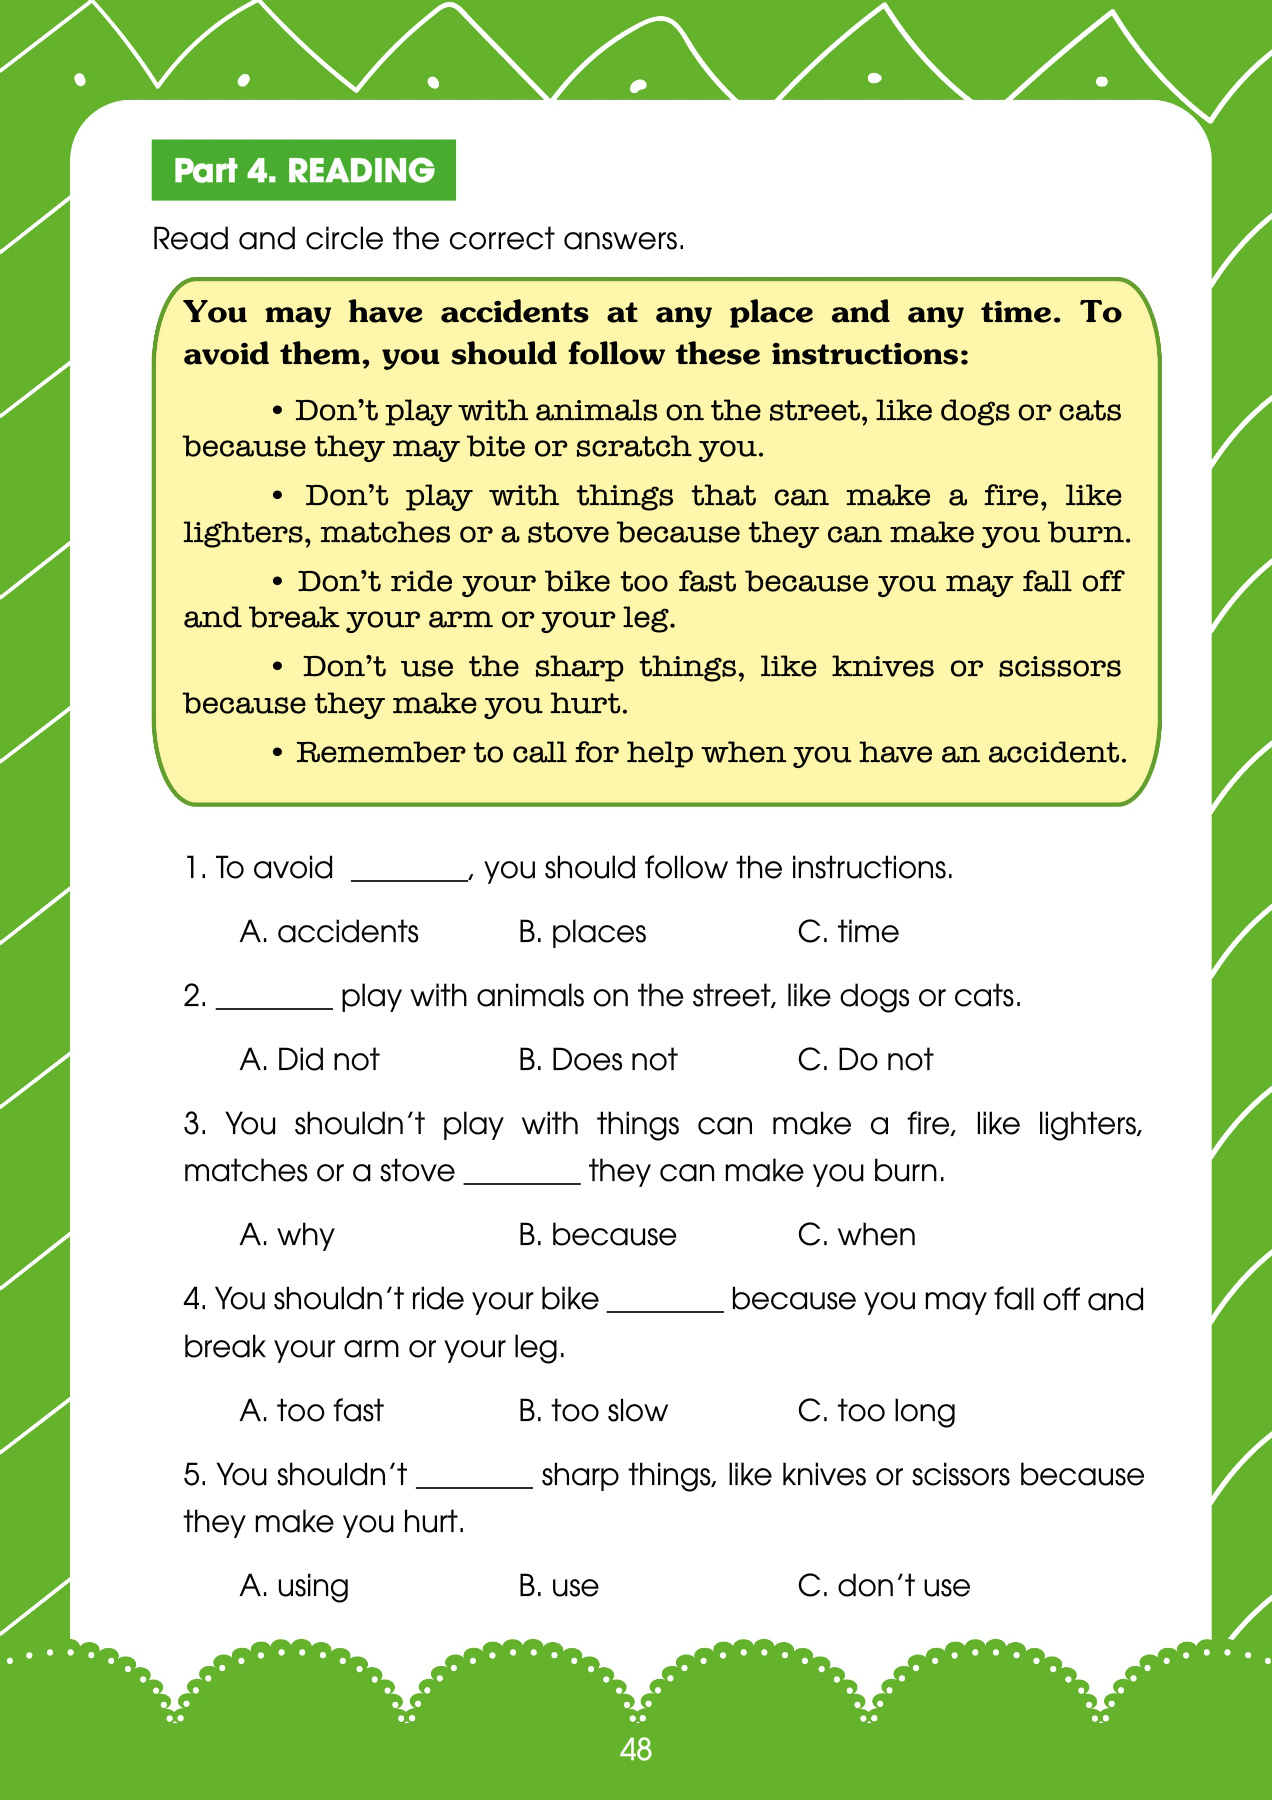 Part 4. READING
Read and circle the correct answers.
You may have accidents at any place and any time. To
avoid them, you should follow these instructions:
• Don't play with animals on the street, like dogs or cats
because they may bite or scratch you.
• Don't play with things that can make a fire, like
lighters, matches or a stove because they can make you burn.
• Don't ride your bike too fast because you may fall off
and break your arm or your leg.
• Don't use the sharp things, like knives or scissors
because they make you hurt.
• Remember to call for help when you have an accident.
1. To avoid ________, you should follow the instructions.
A. accidents B. places C. time
2. ________ play with animals on the street, like dogs or cats.
A. Did not B. Does not C. Do not
3. You shouldn't play with things can make a fire, like lighters,
matches or a stove ________ they can make you burn.
A. why B. because C. when
4. You shouldn't ride your bike ________ because you may fall off and
break your arm or your leg.
A. too fast B. too slow C. too long
5. You shouldn't ________ sharp things, like knives or scissors because
they make you hurt.
A. using B. use C. don't use
48